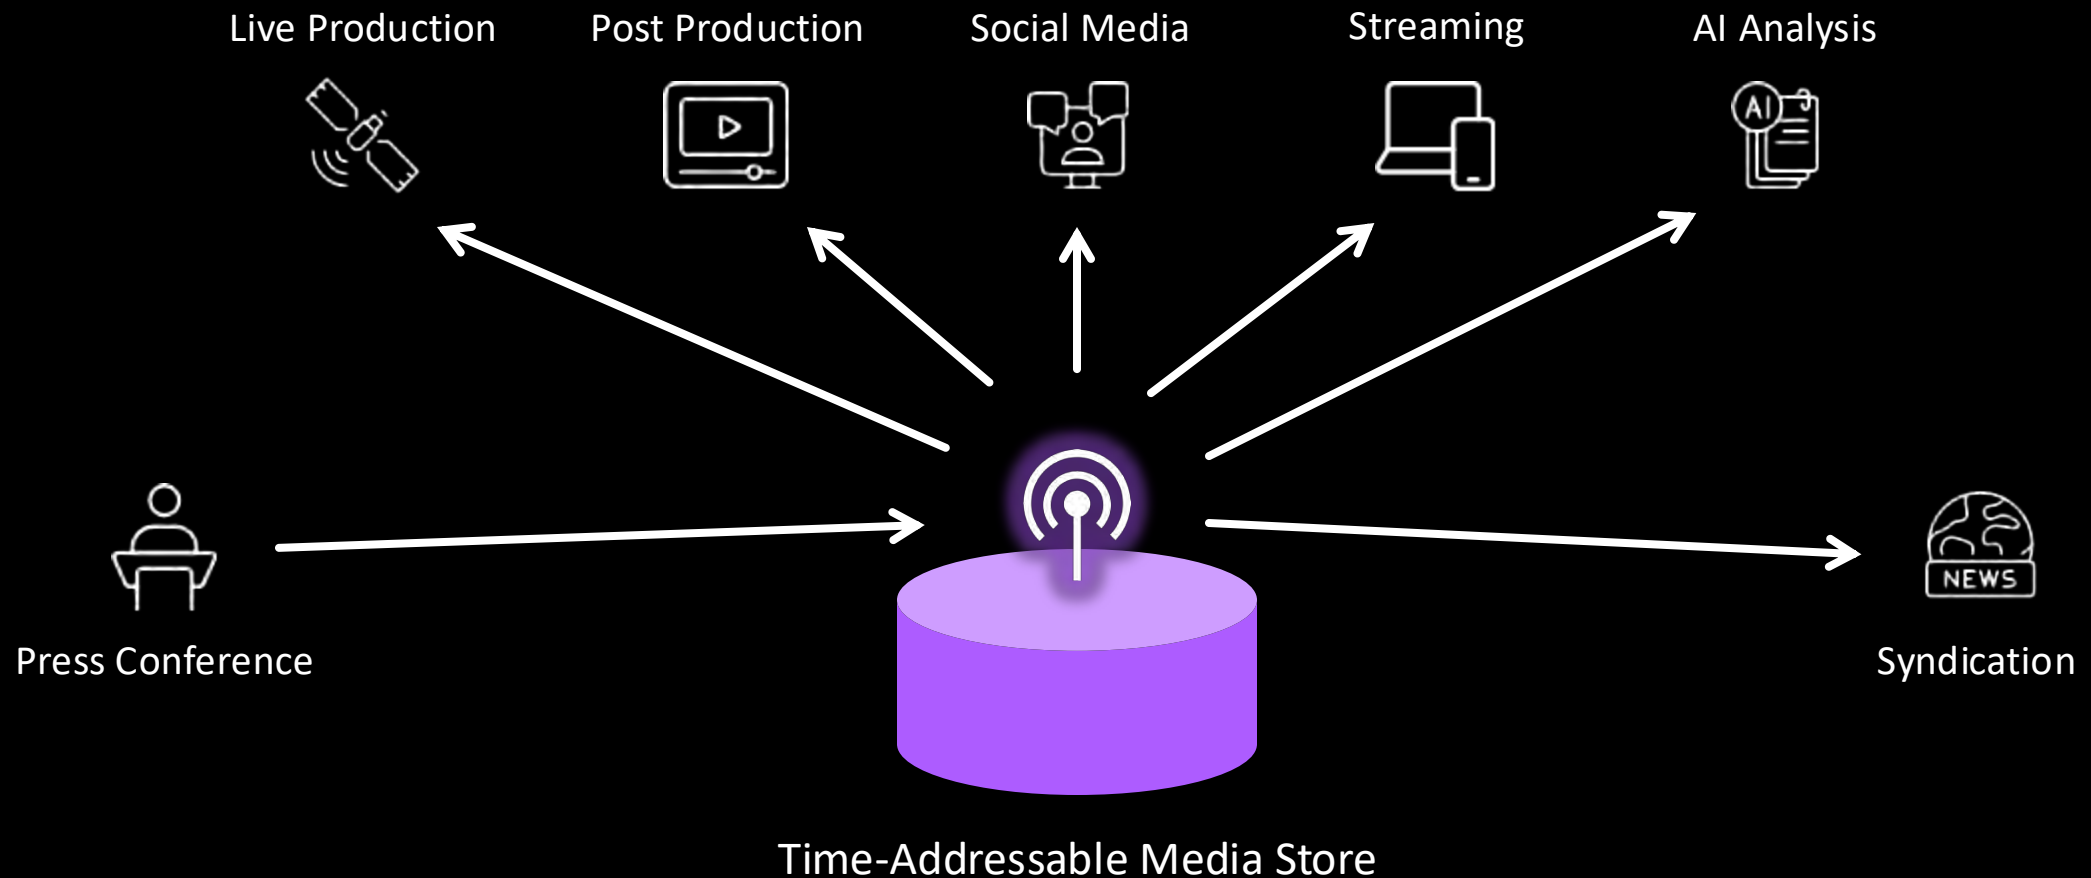 Live Production
Post Production
Social Media
Streaming
AI Analysis
AI
NEWS
Press Conference
Syndication
Time-Addressable Media Store